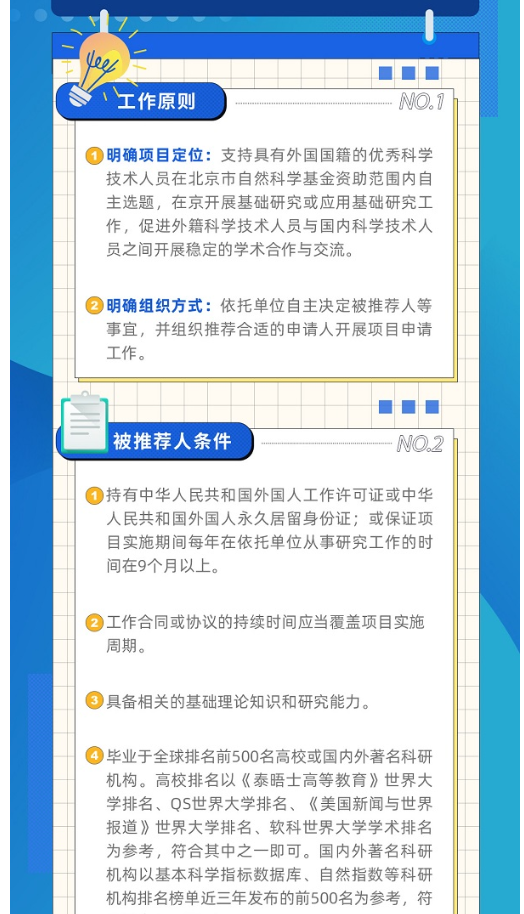 工作原则
NO.1
1 明确项目定位：支持具有外国国籍的优秀科学
技术人员在北京市自然科学基金资助范围内自
主选题，在京开展基础研究或应用基础研究工
作，促进外籍科学技术人员与国内科学技术人
员之间开展稳定的学术合作与交流。
2 明确组织方式：依托单位自主决定被推荐人等
事宜，并组织推荐合适的申请人开展项目申请
工作。
被推荐人条件
NO.2
1 持有中华人民共和国外国人工作许可证或中华
人民共和国外国人永久居留身份证；或保证项
目实施期间每年在依托单位从事研究工作的时
间在9个月以上。
2 工作合同或协议的持续时间应当覆盖项目实施
周期。
3 具备相关的基础理论知识和研究能力。
4 毕业于全球排名前500名高校或国内外著名科研
机构。高校排名以《泰晤士高等教育》世界大
学排名、QS世界大学排名、《美国新闻与世界
报道》世界大学排名、软科世界大学学术排名
为参考，符合其中之一即可。国内外著名科研
机构以基本科学指标数据库、自然指数等科研
机构排名榜单近三年发布的前500名为参考，符